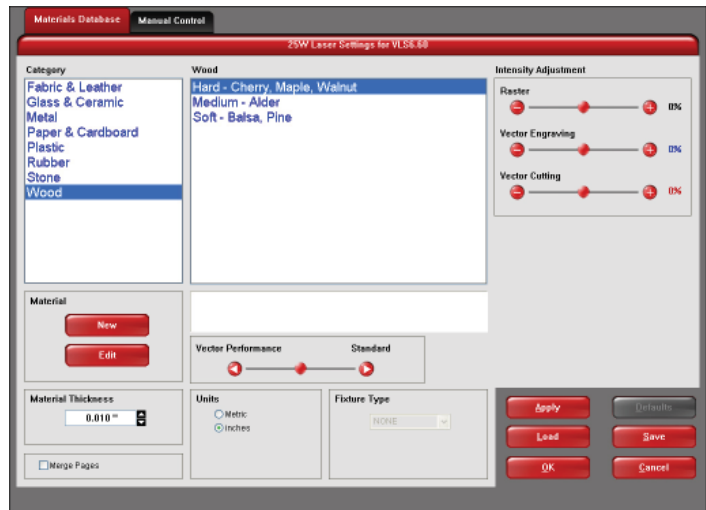 Materials Database
Manual Control
25W Laser Settings for VLS6.60
Category
Fabric & Leather
Glass & Ceramic
Metal
Paper & Cardboard
Plastic
Rubber
Stone
Wood
Wood
Hard - Cherry, Maple, Walnut
Medium - Alder
Soft - Balsa, Pine
Intensity Adjustment
Raster
0%
Vector Engraving
0%
Vector Cutting
0%
Material
New
Edit
Vector Performance
Standard
Material Thickness
0.010 "
Merge Pages
Units
Metric
Inches
Fixture Type
NONE
Apply
Defaults
Load
Save
OK
Cancel